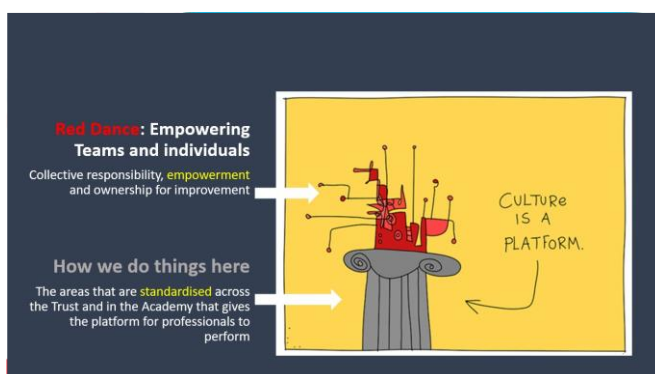 Red Dance: Empowering
Teams and individuals
Collective responsibility, empowerment
and ownership for improvement
How we do things here
The areas that are standardised across
the Trust and in the Academy that gives
the platform for professionals to
perform
CULTURE
IS A
PLATFORM.